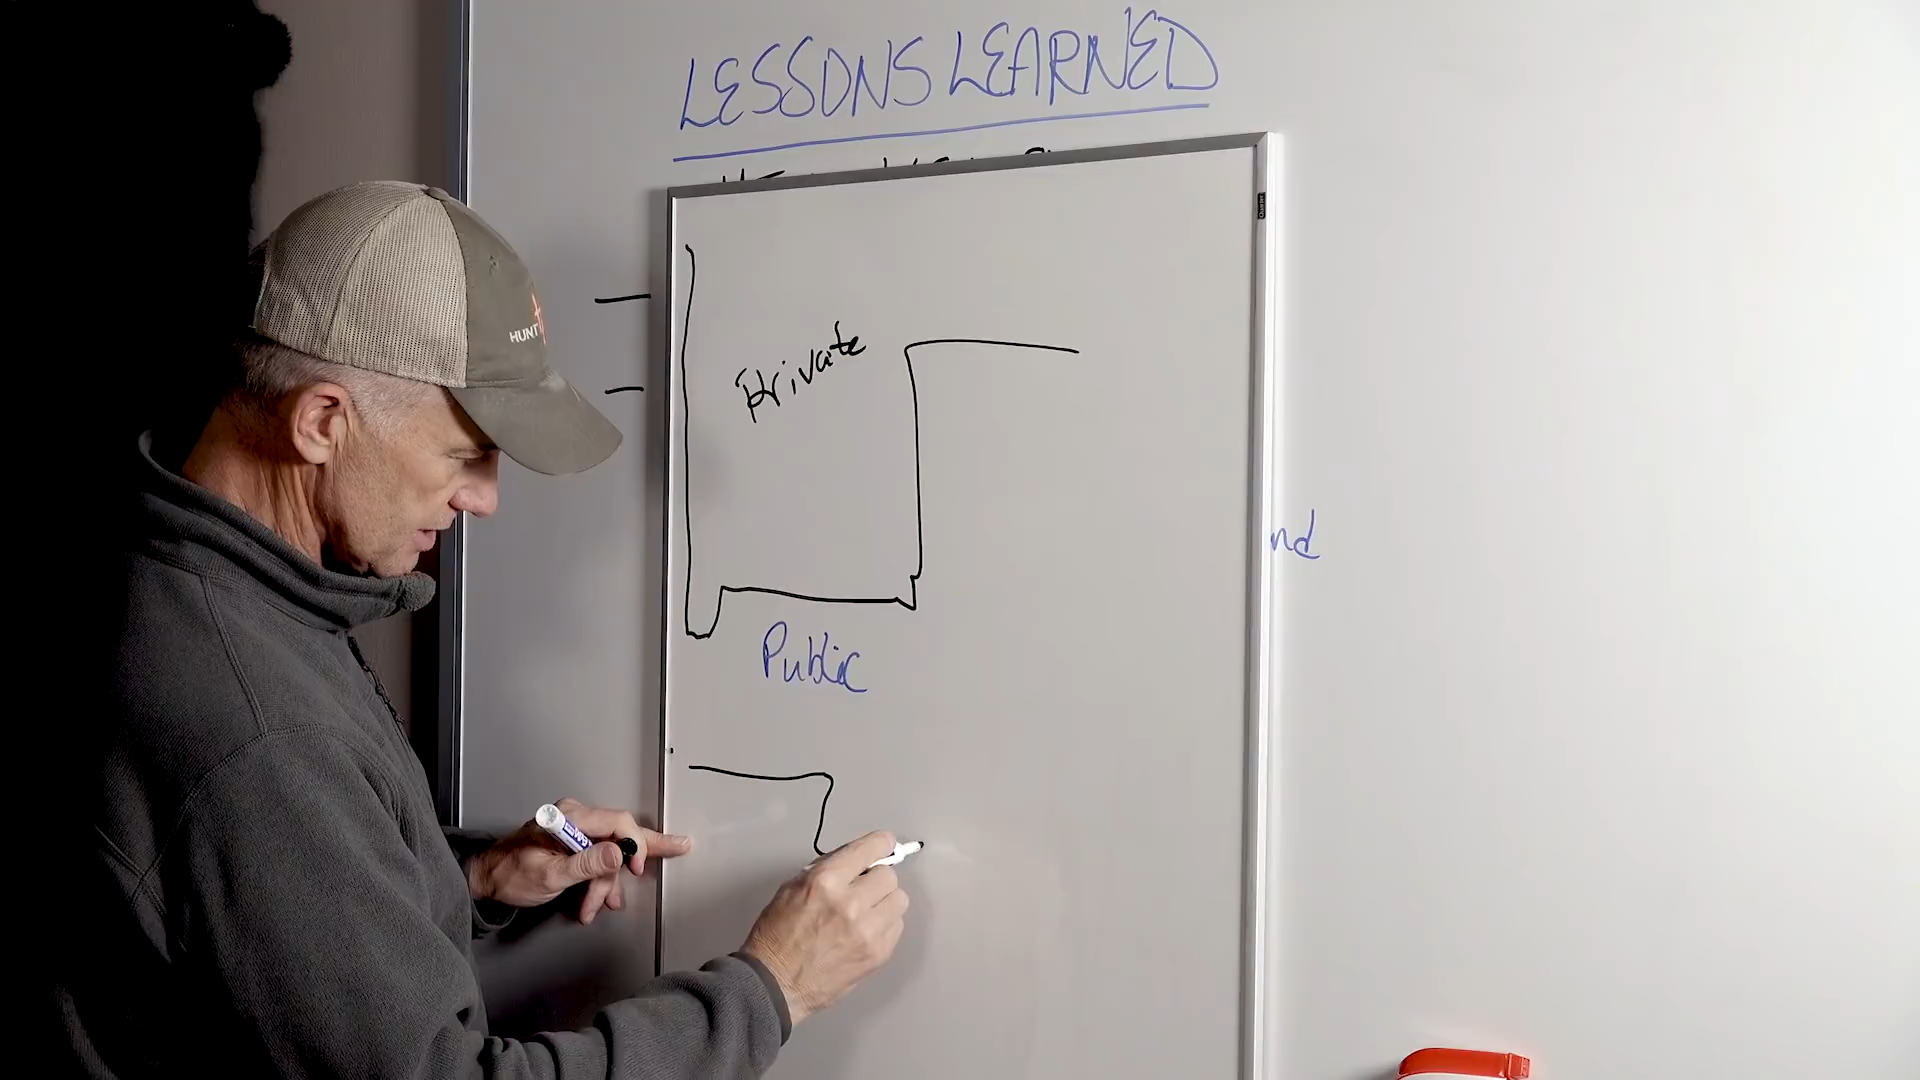 LESSONS LEARNED
HUNT
Private
nd
Public